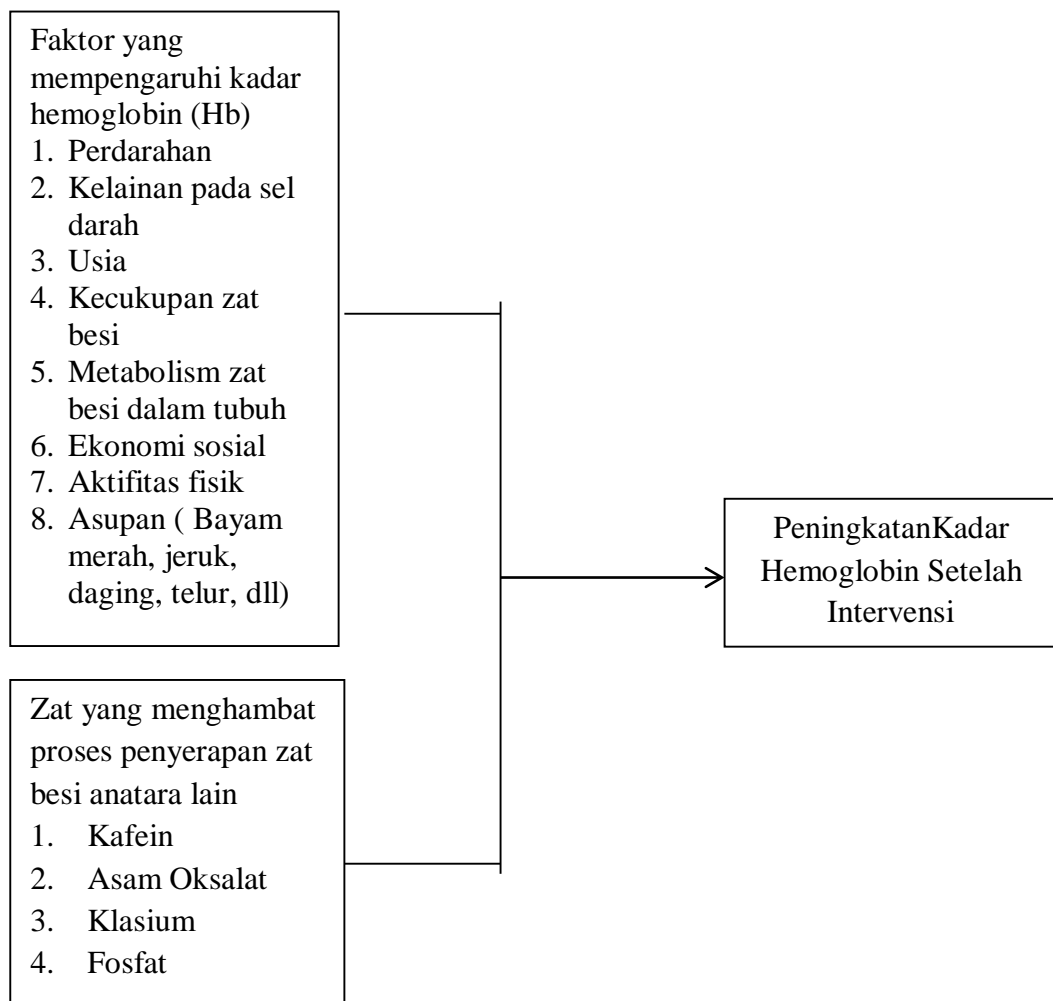 Faktor yang
mempengaruhi kadar
hemoglobin (Hb)
1. Perdarahan
2. Kelainan pada sel
darah
3. Usia
4. Kecukupan zat
besi
5. Metabolism zat
besi dalam tubuh
6. Ekonomi sosial
7. Aktifitas fisik
8. Asupan ( Bayam
merah, jeruk,
daging, telur, dll)
PeningkatanKadar
Hemoglobin Setelah
Intervensi
Zat yang menghambat
proses penyerapan zat
besi anatara lain
1. Kafein
2. Asam Oksalat
3. Klasium
4. Fosfat